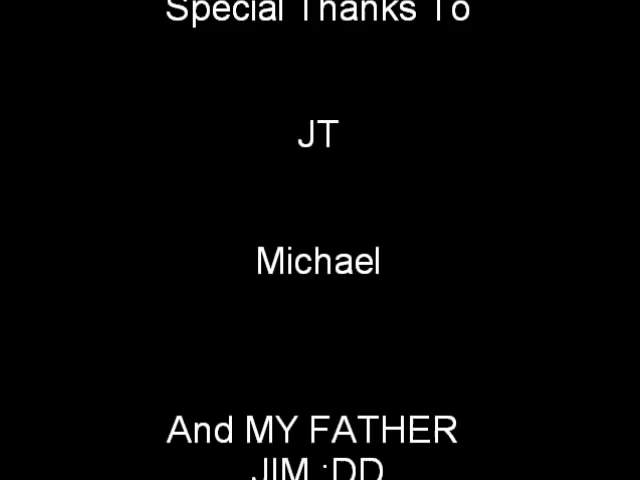 Special Thanks To
JT
Michael
And MY FATHER
JIM :DD